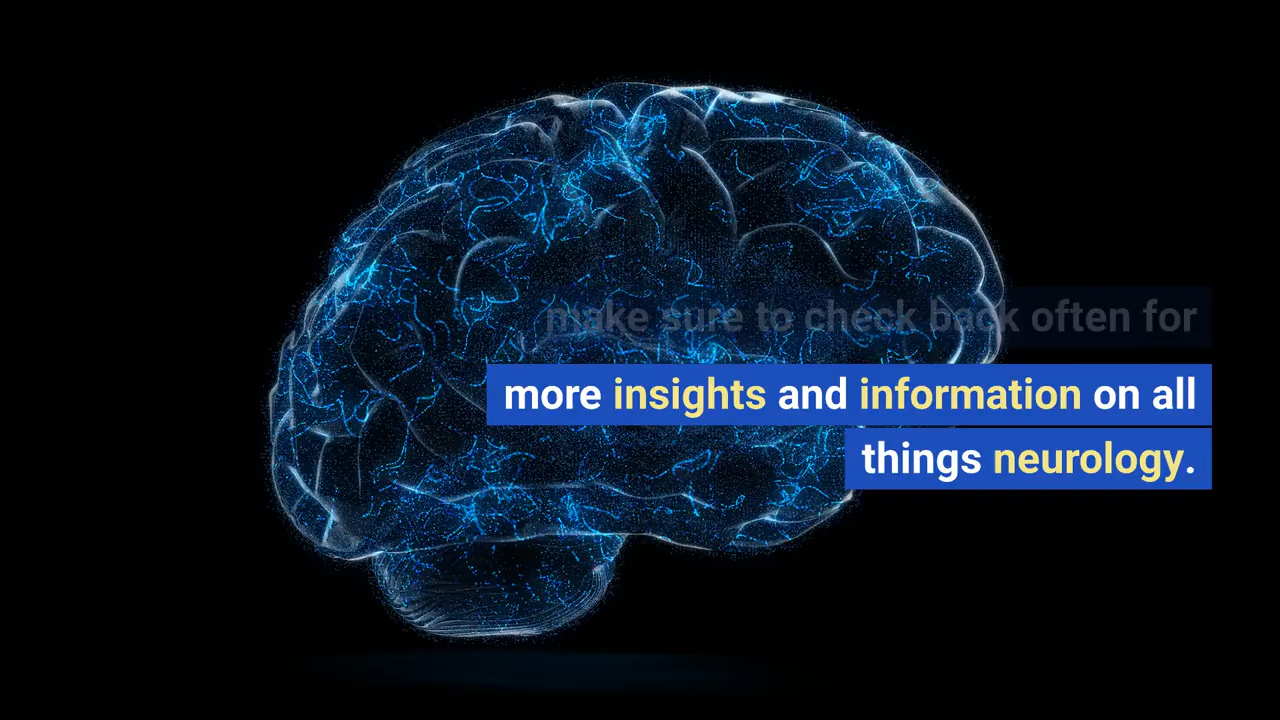 make sure to check back often for
more insights and information on all
things neurology.